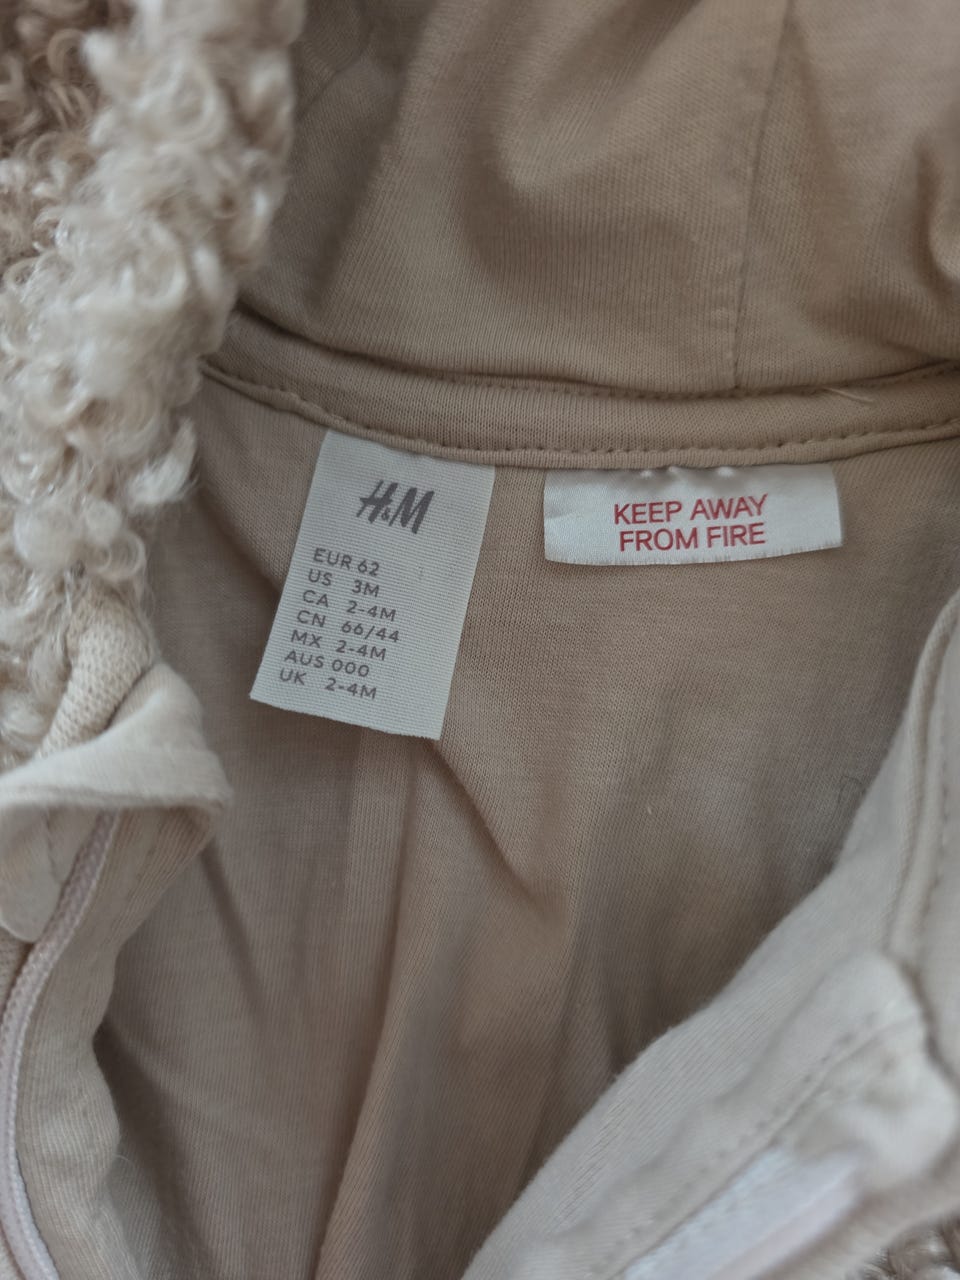 H&M
EUR 62
US 3M
CA 2-4M
CN 66/44
MX 2-4M
AUS 000
UK 2-4M
KEEP AWAY
FROM FIRE